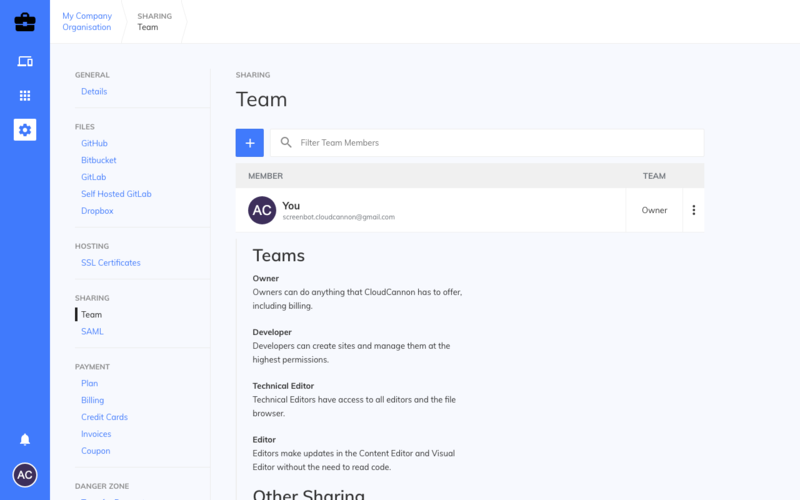 My Company
Organisation
SHARING
Team
GENERAL
Details
FILES
GitHub
Bitbucket
GitLab
Self Hosted GitLab
Dropbox
HOSTING
SSL Certificates
SHARING
Team
SAML
PAYMENT
Plan
Billing
Credit Cards
Invoices
Coupon
DANGER ZONE
AC
SHARING
Team
Filter Team Members
MEMBER
TEAM
AC
You
screenbot.cloudcannon@gmail.com
Owner
Teams
Owner
Owners can do anything that CloudCannon has to offer,
including billing.
Developer
Developers can create sites and manage them at the
highest permissions.
Technical Editor
Technical Editors have access to all editors and the file
browser.
Editor
Editors make updates in the Content Editor and Visual
Editor without the need to read code.
Other Sharing